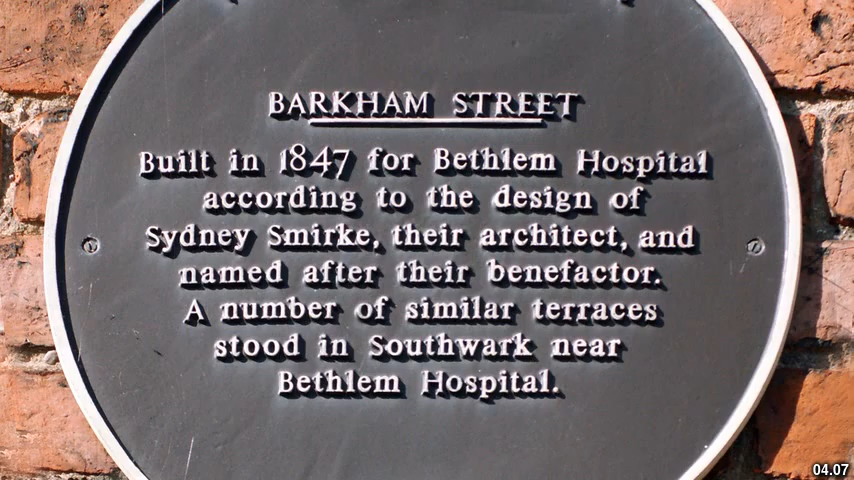 BARKHAM STREET
Built in 1847 for Bethlem Hospital
according to the design of
Sydney Smirke, their architect, and
named after their benefactor.
A number of similar terraces
stood in Southwark near
Bethlem Hospital.
04.07